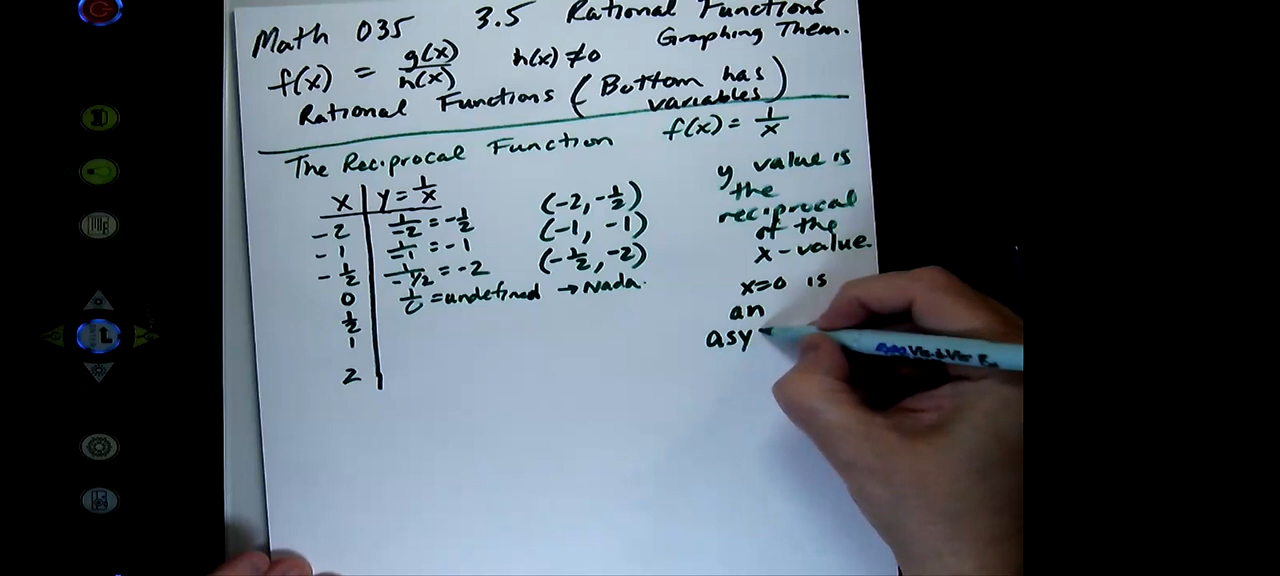 Math 035 3.5 Rational Functions
Graphing Them.
f(x) = g(x)/h(x) h(x) ≠ 0
Rational Functions (Bottom has variables)
The Reciprocal Function f(x) = 1/x
x | y = 1/x
-2 | 1/-2 = -1/2 (-2, -1/2)
-1 | 1/-1 = -1 (-1, -1)
-1/2 | 1/-1/2 = -2 (-1/2, -2)
0 | 1/0 = undefined → Nada.
1/2
1
2
y value is
the
reciprocal
of the
x-value
x=0 is
an
asy